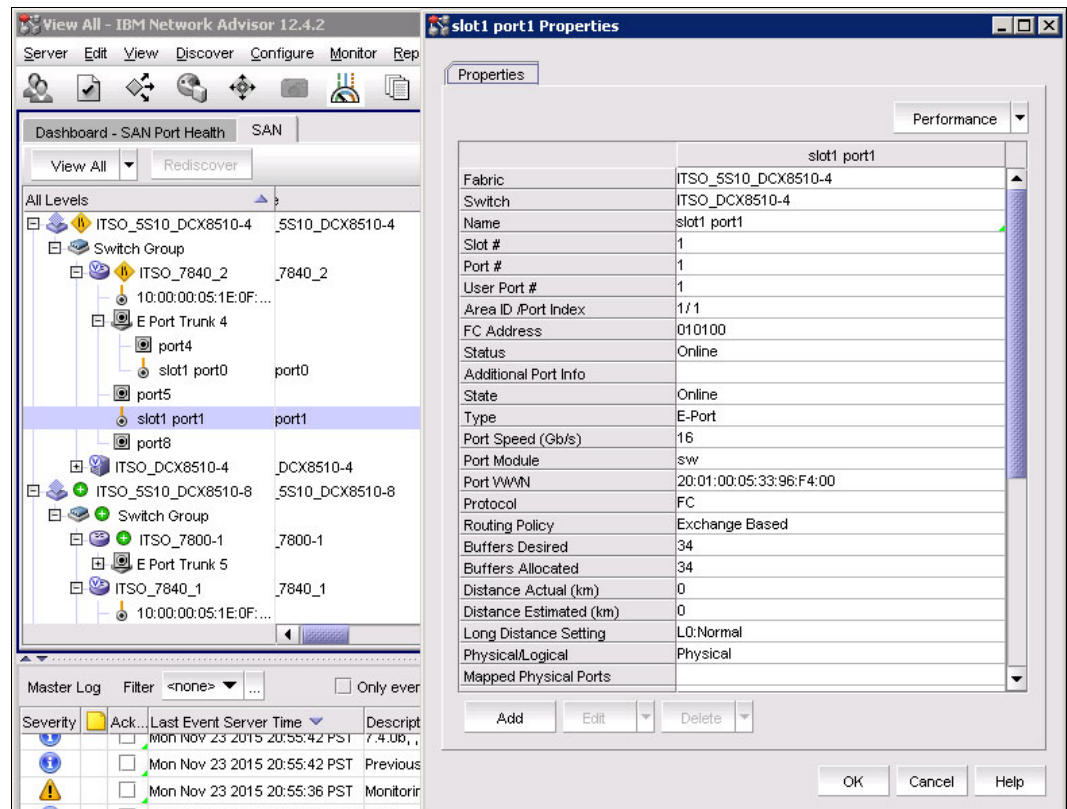 View All - IBM Network Advisor 12.4.2
Server Edit View Discover Configure Monitor Rep
Dashboard - SAN Port Health SAN
View All Rediscover
All Levels
ITSO_5S10_DCX8510-4 _5S10_DCX8510-4
Switch Group
ITSO_7840_2 _7840_2
10:00:00:05:1E:0F:...
E Port Trunk 4
port4
slot1 port0 port0
port5
slot1 port1 port1
port8
ITSO_DCX8510-4 _DCX8510-4
ITSO_5S10_DCX8510-8 _5S10_DCX8510-8
Switch Group
ITSO_7800-1 _7800-1
E Port Trunk 5
ITSO_7840_1 _7840_1
10:00:00:05:1E:0F:...
Master Log Filter <none> ... Only ever
Severity Ack... Last Event Server Time Descript
Mon Nov 23 2015 20:55:42 PST 7.4.0b, ,
Mon Nov 23 2015 20:55:42 PST Previous
Mon Nov 23 2015 20:55:36 PST Monitorin
slot1 port1 Properties
Properties
Performance
slot1 port1
Fabric ITSO_5S10_DCX8510-4
Switch ITSO_DCX8510-4
Name slot1 port1
Slot # 1
Port # 1
User Port # 1
Area ID /Port Index 1/ 1
FC Address 010100
Status Online
Additional Port Info
State Online
Type E-Port
Port Speed (Gb/s) 16
Port Module sw
Port WWN 20:01:00:05:33:96:F4:00
Protocol FC
Routing Policy Exchange Based
Buffers Desired 34
Buffers Allocated 34
Distance Actual (km) 0
Distance Estimated (km) 0
Long Distance Setting L0:Normal
Physical/Logical Physical
Mapped Physical Ports
Add Edit Delete
OK Cancel Help